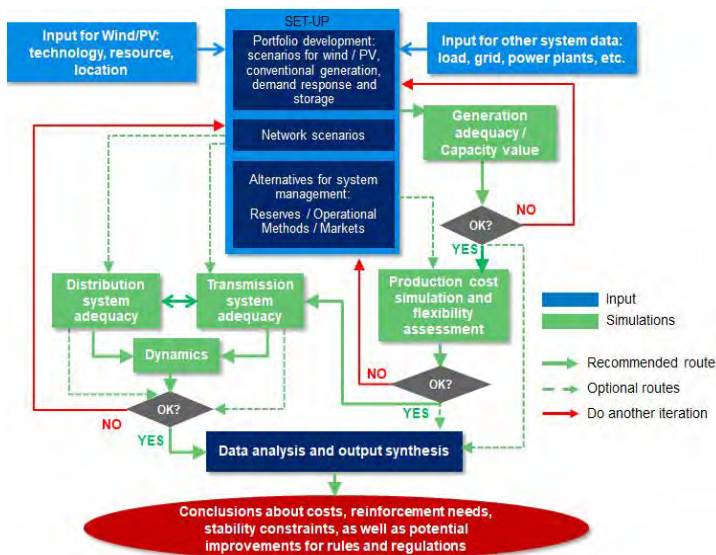 SET-UP
Input for Wind/PV:
technology, resource,
location
Portfolio development:
scenarios for wind / PV,
conventional generation,
demand response and
storage
Input for other system data:
load, grid, power plants, etc.
Network scenarios
Generation
adequacy /
Capacity value
Alternatives for system
management:
Reserves / Operational
Methods / Markets
NO
OK?
YES
Distribution
system
adequacy
Transmission
system
adequacy
Production cost
simulation and
flexibility
assessment
Input
Simulations
Dynamics
NO
OK?
YES
Recommended route
Optional routes
Do another iteration
OK?
NO
YES
Data analysis and output synthesis
Conclusions about costs, reinforcement needs,
stability constraints, as well as potential
improvements for rules and regulations